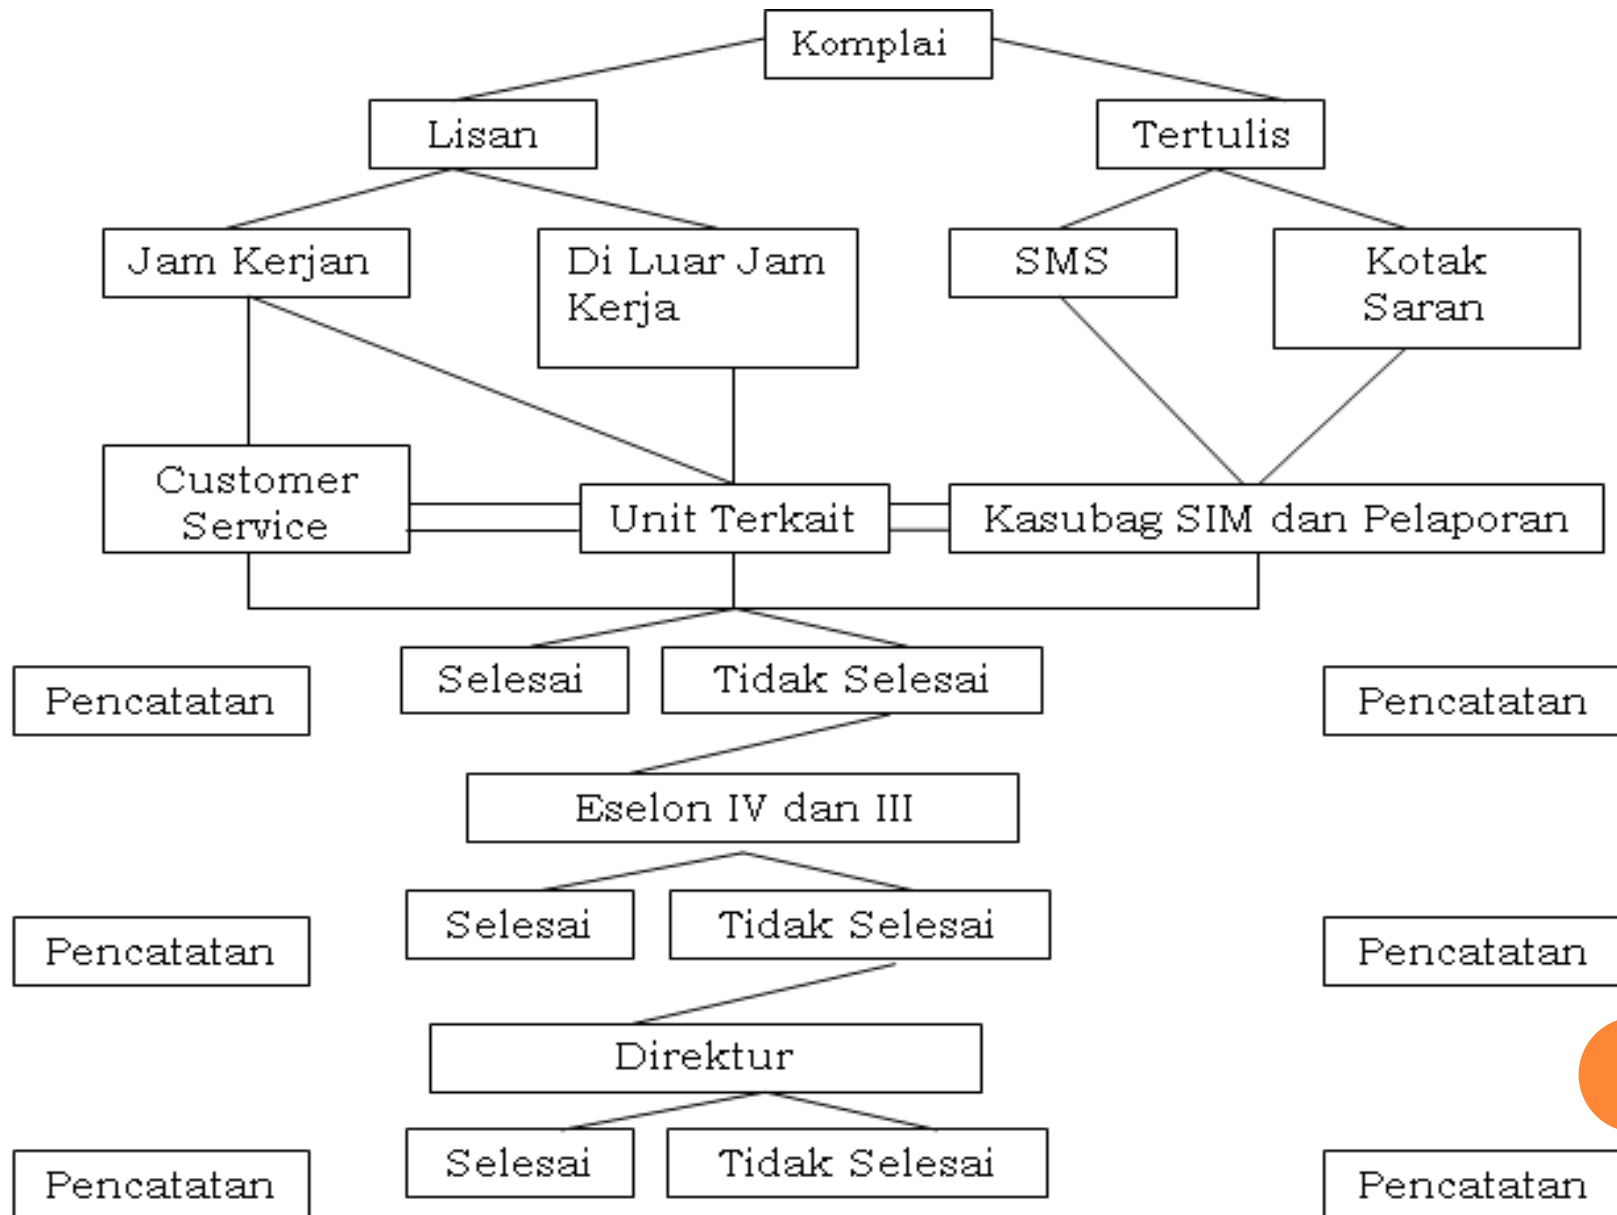 Komplai
Lisan
Tertulis
Jam Kerjan
Di Luar Jam
Kerja
SMS
Kotak
Saran
Customer
Service
Unit Terkait
Kasubag SIM dan Pelaporan
Selesai
Tidak Selesai
Pencatatan
Pencatatan
Eselon IV dan III
Selesai
Tidak Selesai
Pencatatan
Pencatatan
Direktur
Selesai
Tidak Selesai
Pencatatan
Pencatatan